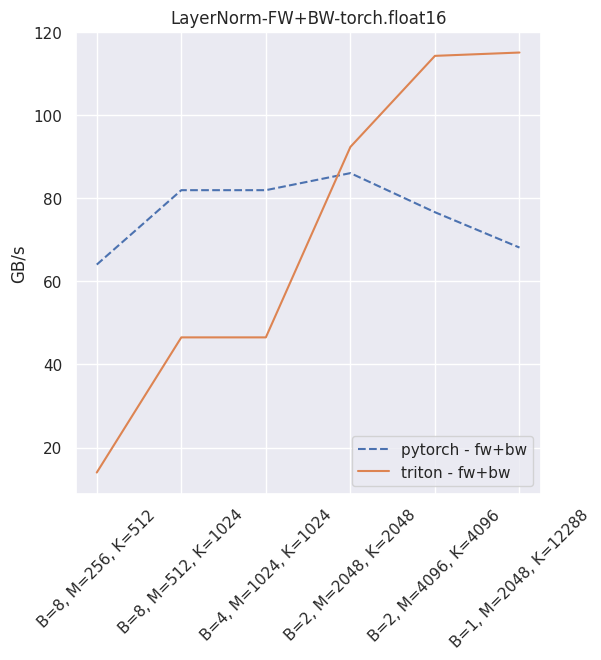 LayerNorm-FW+BW-torch.float16
120
100
80
60
40
20
GB/s
pytorch - fw+bw
triton - fw+bw
B=8, M=256, K=512
B=8, M=512, K=1024
B=4, M=1024, K=1024
B=2, M=2048, K=2048
B=2, M=4096, K=4096
B=1, M=2048, K=12288